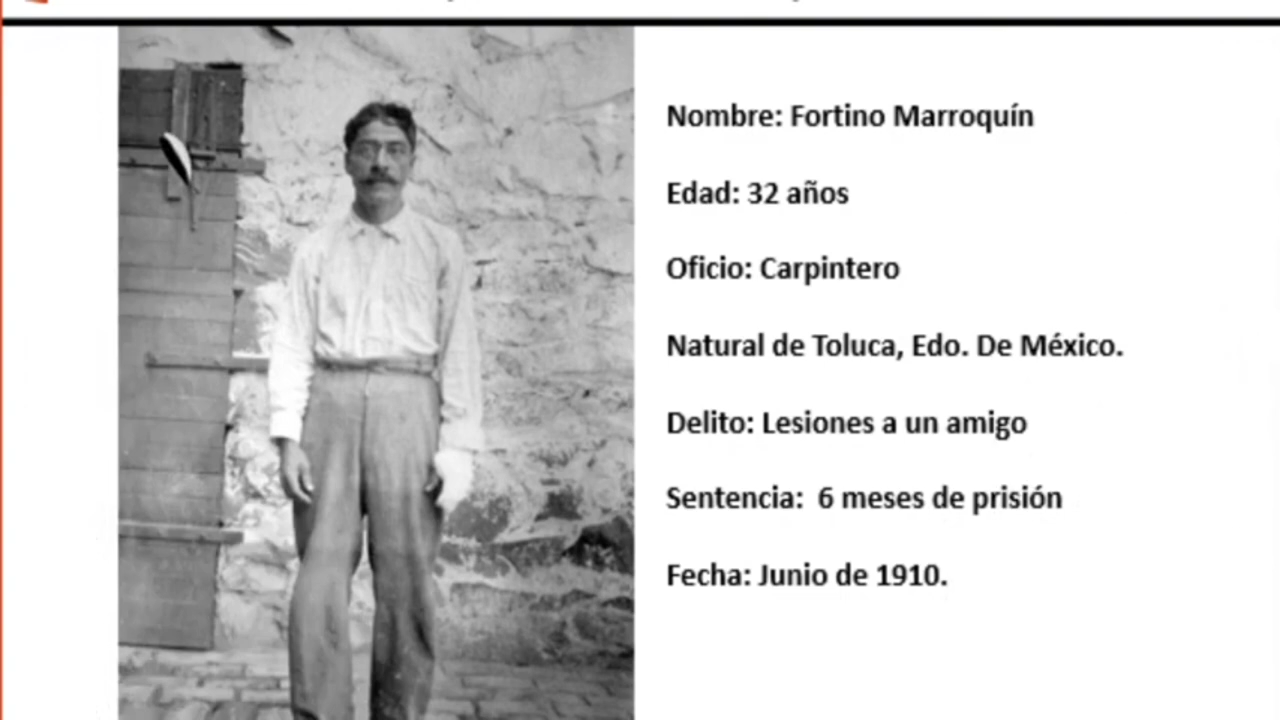 Nombre: Fortino Marroquín
Edad: 32 años
Oficio: Carpintero
Natural de Toluca, Edo. De México.
Delito: Lesiones a un amigo
Sentencia:  6 meses de prisión
Fecha: Junio de 1910.